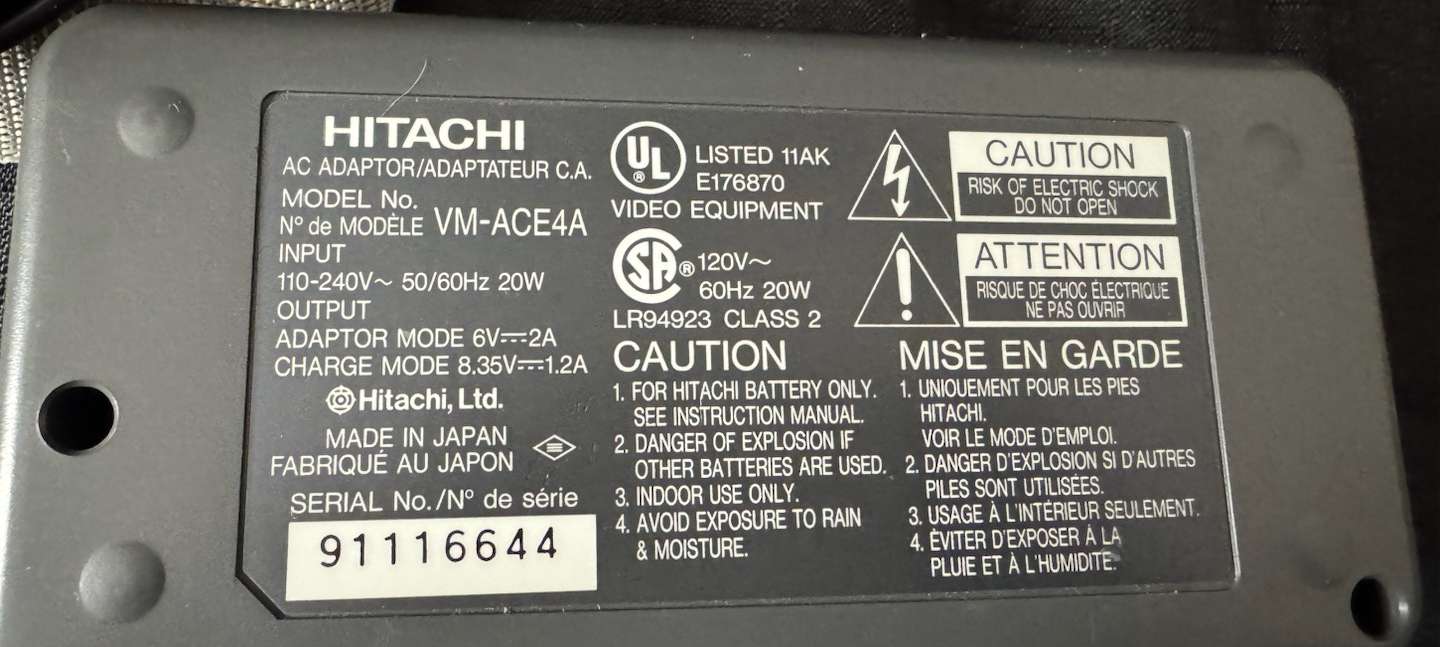 HITACHI
AC ADAPTOR/ADAPTATEUR C.A.
MODEL No.
Nº de MODÈLE VM-ACE4A
INPUT
110-240V～ 50/60Hz 20W
OUTPUT
ADAPTOR MODE 6V⎓2A
CHARGE MODE 8.35V⎓1.2A
Hitachi, Ltd.
MADE IN JAPAN
FABRIQUÉ AU JAPON
SERIAL No./Nº de série
91116644
UL ® LISTED 11AK
E176870
VIDEO EQUIPMENT
SA ® 120V～
60Hz 20W
LR94923 CLASS 2
CAUTION
RISK OF ELECTRIC SHOCK
DO NOT OPEN
ATTENTION
RISQUE DE CHOC ÉLECTRIQUE
NE PAS OUVRIR
CAUTION
1. FOR HITACHI BATTERY ONLY.
SEE INSTRUCTION MANUAL.
2. DANGER OF EXPLOSION IF
OTHER BATTERIES ARE USED.
3. INDOOR USE ONLY.
4. AVOID EXPOSURE TO RAIN
& MOISTURE.
MISE EN GARDE
1. UNIQUEMENT POUR LES PIES
HITACHI.
VOIR LE MODE D'EMPLOI.
2. DANGER D'EXPLOSION SI D'AUTRES
PILES SONT UTILISÉES.
3. USAGE À L'INTÉRIEUR SEULEMENT.
4. ÉVITER D'EXPOSER À LA
PLUIE ET À L'HUMIDITÉ.